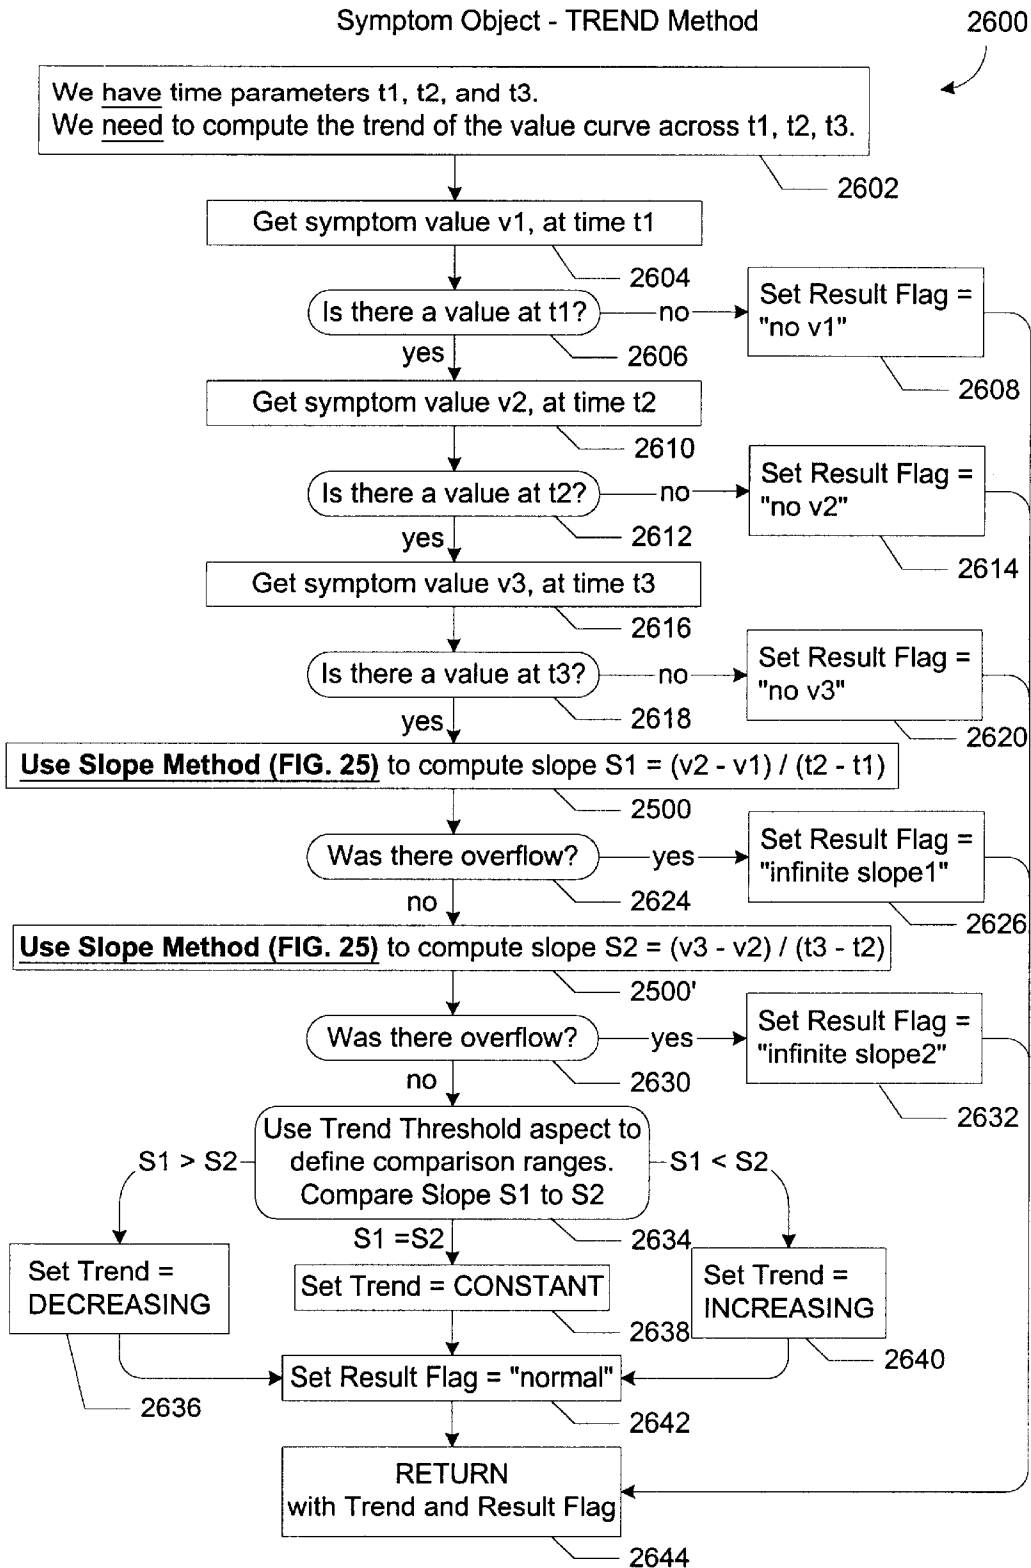 Symptom Object - TREND Method
2600
We have time parameters t1, t2, and t3.
We need to compute the trend of the value curve across t1, t2, t3.
2602
Get symptom value v1, at time t1
2604
Is there a value at t1?
no
Set Result Flag =
"no v1"
2606
yes
2608
Get symptom value v2, at time t2
2610
Is there a value at t2?
no
Set Result Flag =
"no v2"
2612
yes
2614
Get symptom value v3, at time t3
2616
Is there a value at t3?
no
Set Result Flag =
"no v3"
2618
yes
2620
Use Slope Method (FIG. 25) to compute slope S1 = (v2 - v1) / (t2 - t1)
2500
Was there overflow?
yes
Set Result Flag =
"infinite slope1"
2624
no
2626
Use Slope Method (FIG. 25) to compute slope S2 = (v3 - v2) / (t3 - t2)
2500'
Was there overflow?
yes
Set Result Flag =
"infinite slope2"
2630
no
2632
Use Trend Threshold aspect to
define comparison ranges.
Compare Slope S1 to S2
S1 > S2
S1 < S2
S1 =S2
2634
Set Trend =
DECREASING
Set Trend = CONSTANT
Set Trend =
INCREASING
2638
2640
Set Result Flag = "normal"
2636
2642
RETURN
with Trend and Result Flag
2644